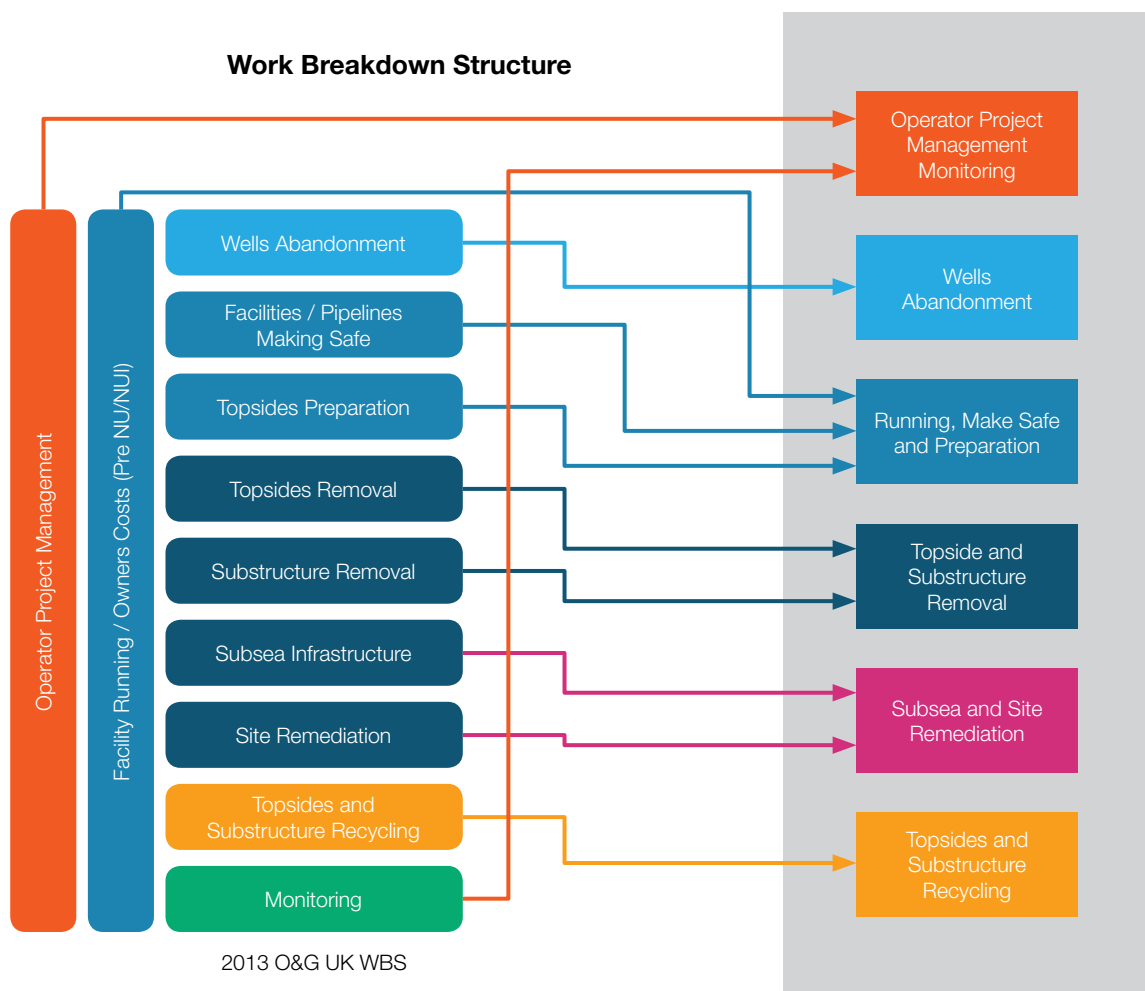 Work Breakdown Structure
Operator Project Management
Facility Running / Owners Costs (Pre NU/NUI)
Wells Abandonment
Facilities / Pipelines
Making Safe
Topsides Preparation
Topsides Removal
Substructure Removal
Subsea Infrastructure
Site Remediation
Topsides and
Substructure Recycling
Monitoring
2013 O&G UK WBS
Operator Project
Management
Monitoring
Wells
Abandonment
Running, Make Safe
and Preparation
Topside and
Substructure
Removal
Subsea and Site
Remediation
Topsides and
Substructure
Recycling